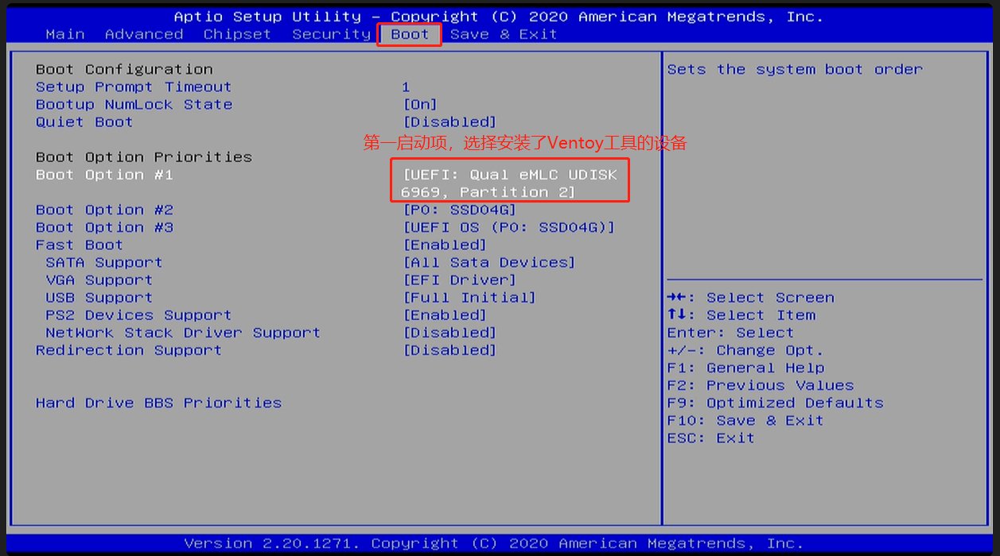 Aptio Setup Utility – Copyright (C) 2020 American Megatrends, Inc.
Main Advanced Chipset Security Boot Save & Exit
Boot Configuration
Setup Prompt Timeout 1
Bootup NumLock State [On]
Quiet Boot [Disabled]
第一启动项，选择安装了Ventoy工具的设备
Boot Option Priorities
Boot Option #1 [UEFI: Qual eMLC UDISK
6969, Partition 2]
Boot Option #2 [P0: SSD04G]
Boot Option #3 [UEFI OS (P0: SSD04G)]
Fast Boot [Enabled]
SATA Support [All Sata Devices]
VGA Support [EFI Driver]
USB Support [Full Initial]
PS2 Devices Support [Enabled]
NetWork Stack Driver Support [Disabled]
Redirection Support [Disabled]
Hard Drive BBS Priorities
Sets the system boot order
→←: Select Screen
↑↓: Select Item
Enter: Select
+/-: Change Opt.
F1: General Help
F2: Previous Values
F9: Optimized Defaults
F10: Save & Exit
ESC: Exit
Version 2.20.1271. Copyright (C) 2020 American Megatrends, Inc.